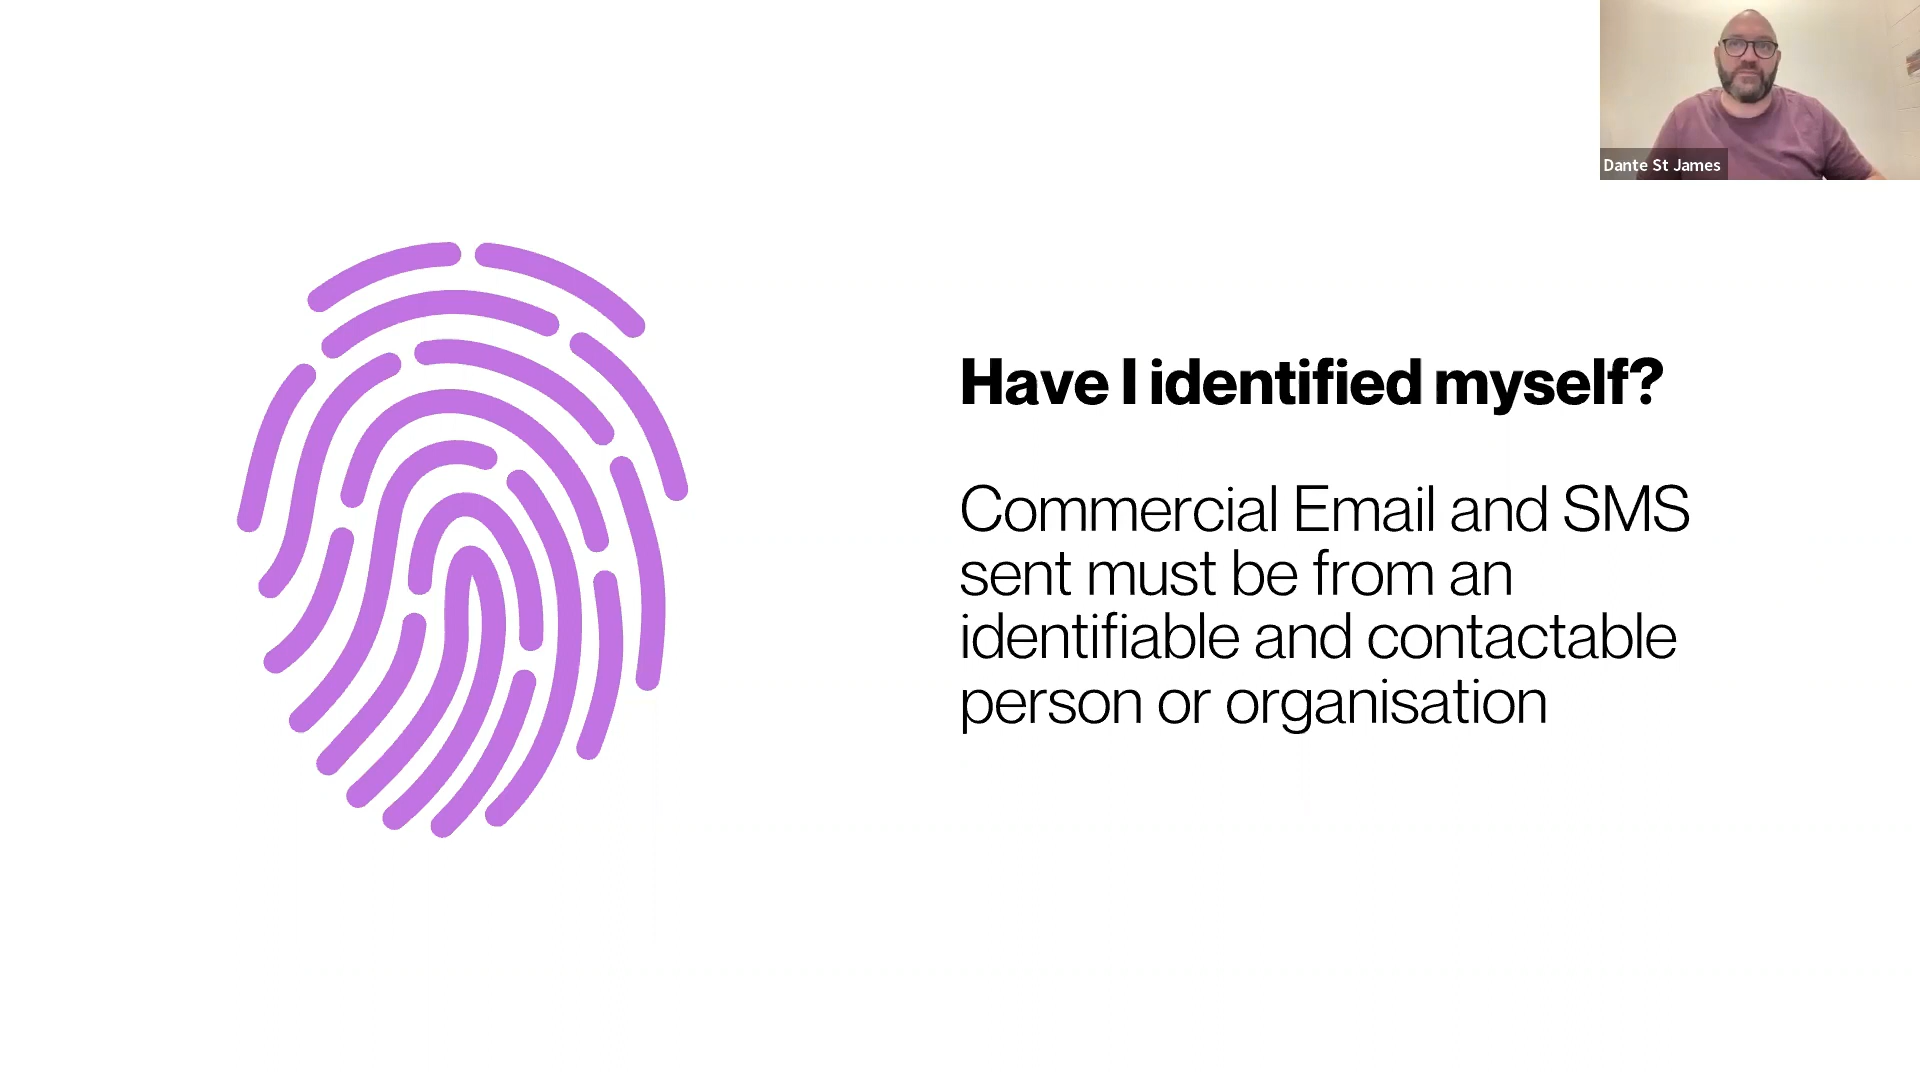 Dante St James
Have I identified myself?
Commercial Email and SMS
sent must be from an
identifiable and contactable
person or organisation